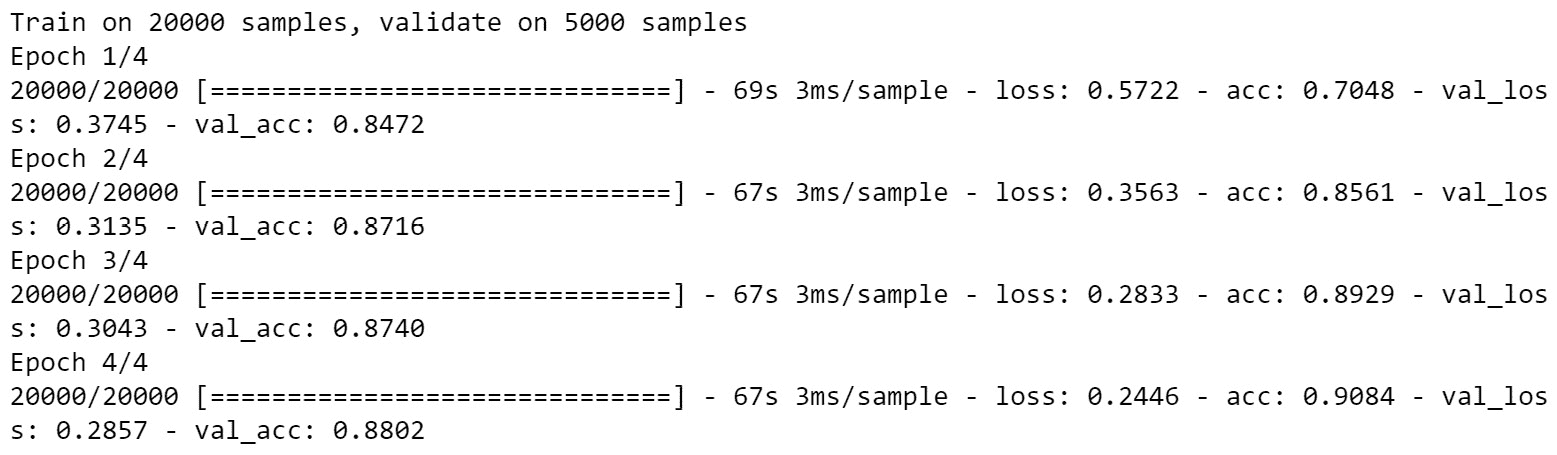 Train on 20000 samples, validate on 5000 samples
Epoch 1/4
20000/20000 [==============================] - 69s 3ms/sample - loss: 0.5722 - acc: 0.7048 - val_los
s: 0.3745 - val_acc: 0.8472
Epoch 2/4
20000/20000 [==============================] - 67s 3ms/sample - loss: 0.3563 - acc: 0.8561 - val_los
s: 0.3135 - val_acc: 0.8716
Epoch 3/4
20000/20000 [==============================] - 67s 3ms/sample - loss: 0.2833 - acc: 0.8929 - val_los
s: 0.3043 - val_acc: 0.8740
Epoch 4/4
20000/20000 [==============================] - 67s 3ms/sample - loss: 0.2446 - acc: 0.9084 - val_los
s: 0.2857 - val_acc: 0.8802